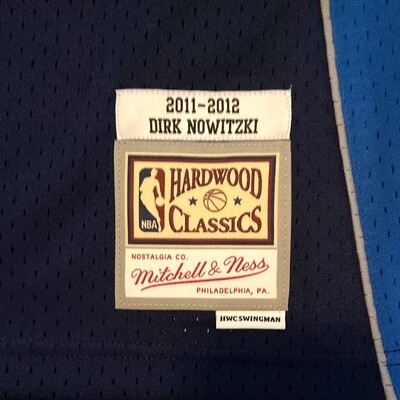 2011-2012
DIRK NOWITZKI
HARDWOOD
CLASSICS
NBA
NOSTALGIA CO.
Mitchell & Ness
PHILADELPHIA, PA.
HWC SWINGMAN